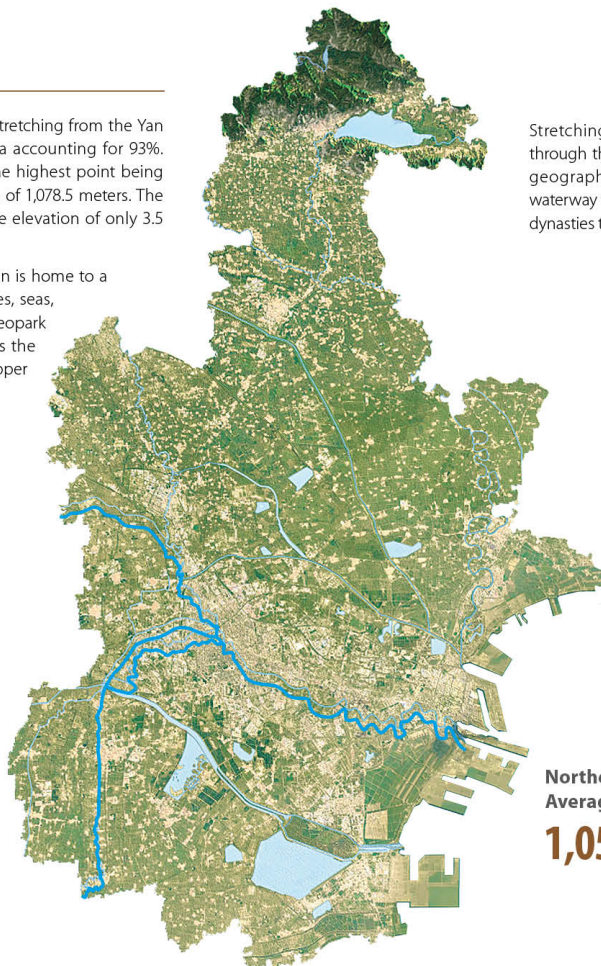 tretching from the Yan
a accounting for 93%.
e highest point being
of 1,078.5 meters. The
e elevation of only 3.5
n is home to a
es, seas,
eopark
s the
pper
Stretching
through th
geograph
waterway
dynasties t
Northe
Averag
1,05